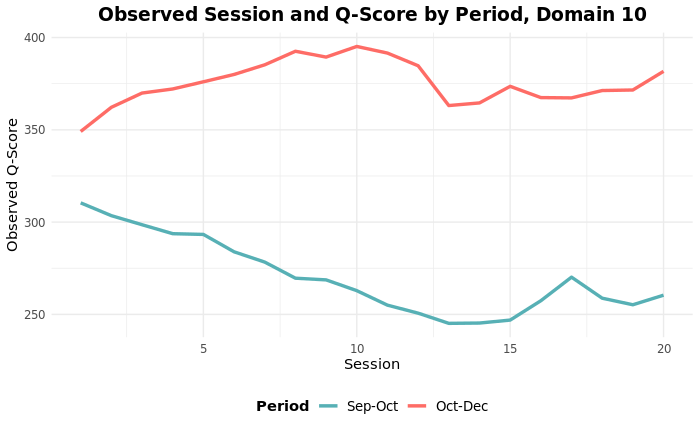 Observed Session and Q-Score by Period, Domain 10
Observed Q-Score
400
350
300
250
5 10 15 20
Session
Period Sep-Oct Oct-Dec